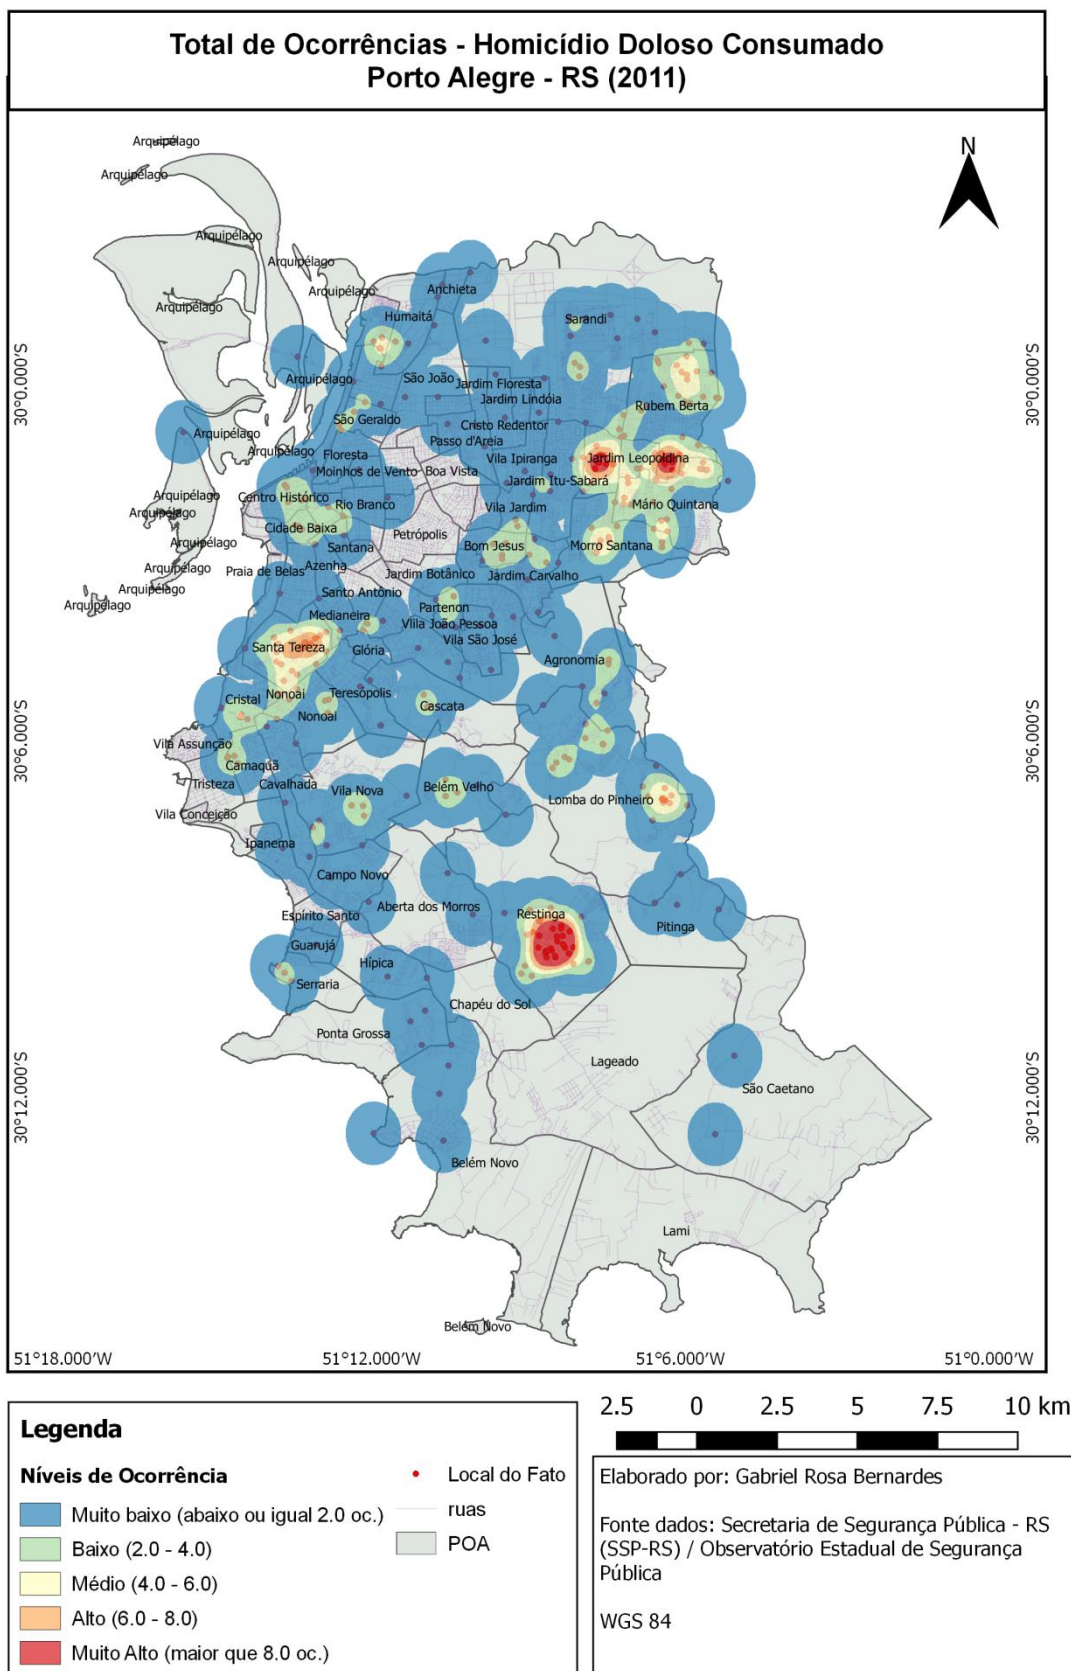 Total de Ocorrências - Homicídio Doloso Consumado
Porto Alegre - RS (2011)
N
Arquipélago
Arquipélago
Arquipélago
Arquipélago
Arquipélago
Anchieta
Arquipélago
Humaitá
Sarandi
30°0.000'S
30°0.000'S
Arquipélago
São João
Jardim Floresta
Jardim Lindóia
Rubem Berta
São Geraldo
Cristo Redentor
Arquipélago
Passo d'Areia
Arquipélago
Floresta
Vila Ipiranga
Jardim Leopoldina
Moinhos de Vento
Boa Vista
Jardim Itu-Sabará
Arquipélago
Centro Histórico
Rio Branco
Vila Jardim
Mário Quintana
Arquipélago
Cidade Baixa
Petrópolis
Arquipélago
Santana
Bom Jesus
Morro Santana
Azenha
Arquipélago
Praia de Belas
Jardim Botânico
Jardim Carvalho
Arquipélago
Santo Antônio
Arquipélago
Medianeira
Partenon
Vlila João Pessoa
Santa Tereza
Glória
Vila São José
Agronomia
Cristal
Nonoai
Teresópolis
Nonoai
Cascata
30°6.000'S
30°6.000'S
Vila Assunção
Camaquã
Tristeza
Cavalhada
Vila Nova
Belém Velho
Lomba do Pinheiro
Vila Conceição
Ipanema
Campo Novo
Aberta dos Morros
Restinga
Espírito Santo
Pitinga
Guarujá
Hípica
Serraria
Chapéu do Sol
Ponta Grossa
Lageado
São Caetano
30°12.000'S
30°12.000'S
Belém Novo
Lami
Belém Novo
51°18.000'W
51°12.000'W
51°6.000'W
51°0.000'W
Legenda
Níveis de Ocorrência
Muito baixo (abaixo ou igual 2.0 oc.)
Baixo (2.0 - 4.0)
Médio (4.0 - 6.0)
Alto (6.0 - 8.0)
Muito Alto (maior que 8.0 oc.)
Local do Fato
ruas
POA
2.5 0 2.5 5 7.5 10 km
Elaborado por: Gabriel Rosa Bernardes
Fonte dados: Secretaria de Segurança Pública - RS
(SSP-RS) / Observatório Estadual de Segurança
Pública
WGS 84